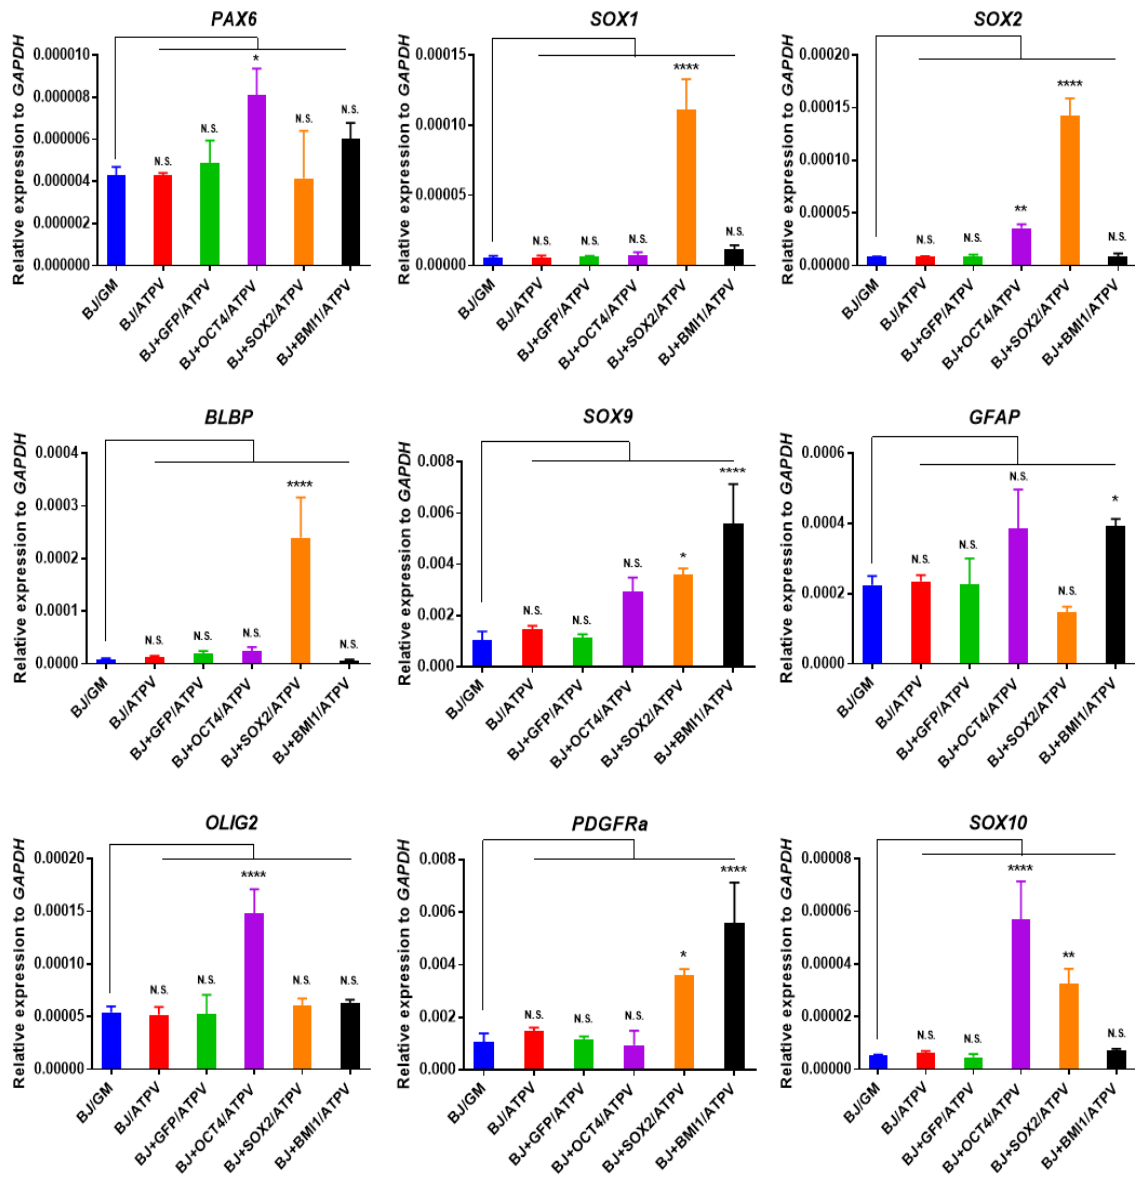 PAX6
Relative expression to GAPDH
0.000010
0.000008
0.000006
0.000004
0.000002
0.000000
N.S.
N.S.
*
N.S.
N.S.
BJ/GM
BJ/ATPV
BJ+GFP/ATPV
BJ+OCT4/ATPV
BJ+SOX2/ATPV
BJ+BMI1/ATPV
SOX1
Relative expression to GAPDH
0.00015
0.00010
0.00005
0.00000
N.S.
N.S.
N.S.
****
N.S.
BJ/GM
BJ/ATPV
BJ+GFP/ATPV
BJ+OCT4/ATPV
BJ+SOX2/ATPV
BJ+BMI1/ATPV
SOX2
Relative expression to GAPDH
0.00020
0.00015
0.00010
0.00005
0.00000
N.S.
N.S.
**
****
N.S.
BJ/GM
BJ/ATPV
BJ+GFP/ATPV
BJ+OCT4/ATPV
BJ+SOX2/ATPV
BJ+BMI1/ATPV
BLBP
Relative expression to GAPDH
0.0004
0.0003
0.0002
0.0001
0.0000
N.S.
N.S.
N.S.
****
N.S.
BJ/GM
BJ/ATPV
BJ+GFP/ATPV
BJ+OCT4/ATPV
BJ+SOX2/ATPV
BJ+BMI1/ATPV
SOX9
Relative expression to GAPDH
0.008
0.006
0.004
0.002
0.000
N.S.
N.S.
N.S.
*
****
BJ/GM
BJ/ATPV
BJ+GFP/ATPV
BJ+OCT4/ATPV
BJ+SOX2/ATPV
BJ+BMI1/ATPV
GFAP
Relative expression to GAPDH
0.0006
0.0004
0.0002
0.0000
N.S.
N.S.
N.S.
N.S.
*
BJ/GM
BJ/ATPV
BJ+GFP/ATPV
BJ+OCT4/ATPV
BJ+SOX2/ATPV
BJ+BMI1/ATPV
OLIG2
Relative expression to GAPDH
0.00020
0.00015
0.00010
0.00005
0.00000
N.S.
N.S.
****
N.S.
N.S.
BJ/GM
BJ/ATPV
BJ+GFP/ATPV
BJ+OCT4/ATPV
BJ+SOX2/ATPV
BJ+BMI1/ATPV
PDGFRa
Relative expression to GAPDH
0.008
0.006
0.004
0.002
0.000
N.S.
N.S.
N.S.
*
****
BJ/GM
BJ/ATPV
BJ+GFP/ATPV
BJ+OCT4/ATPV
BJ+SOX2/ATPV
BJ+BMI1/ATPV
SOX10
Relative expression to GAPDH
0.00008
0.00006
0.00004
0.00002
0.00000
N.S.
N.S.
****
**
N.S.
BJ/GM
BJ/ATPV
BJ+GFP/ATPV
BJ+OCT4/ATPV
BJ+SOX2/ATPV
BJ+BMI1/ATPV